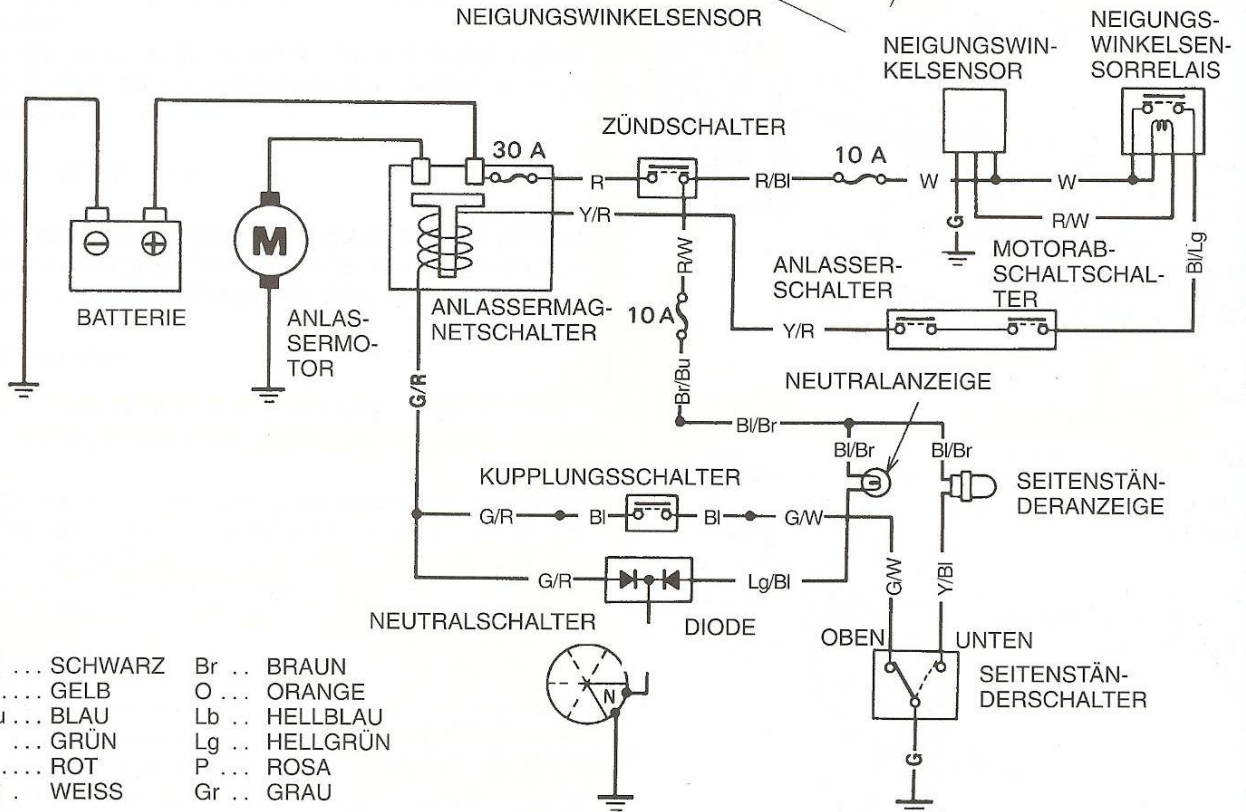 NEIGUNGSWINKELSENSOR
NEIGUNGSWIN-
KELSENSOR
NEIGUNGS-
WINKELSEN-
SORRELAIS
ZÜNDSCHALTER
30 A
10 A
R
R/Bl
W
W
Y/R
G
R/W
R/W
Bl/Lg
BATTERIE
M
ANLAS-
SERMO-
TOR
ANLASSERMAG-
NETSCHALTER
10 A
ANLASSER-
SCHALTER
MOTORAB-
SCHALTSCHAL-
TER
Y/R
G/R
Br/Bu
NEUTRALANZEIGE
Bl/Br
Bl/Br
Bl/Br
KUPPLUNGSSCHALTER
SEITENSTÄN-
DERANZEIGE
G/R
Bl
Bl
G/W
G/R
Lg/Bl
G/W
Y/Bl
NEUTRALSCHALTER
DIODE
OBEN
UNTEN
N
SEITENSTÄN-
DERSCHALTER
G
... SCHWARZ Br .. BRAUN
.... GELB O ... ORANGE
u ... BLAU Lb .. HELLBLAU
... GRÜN Lg .. HELLGRÜN
.... ROT P ... ROSA
. WEISS Gr .. GRAU